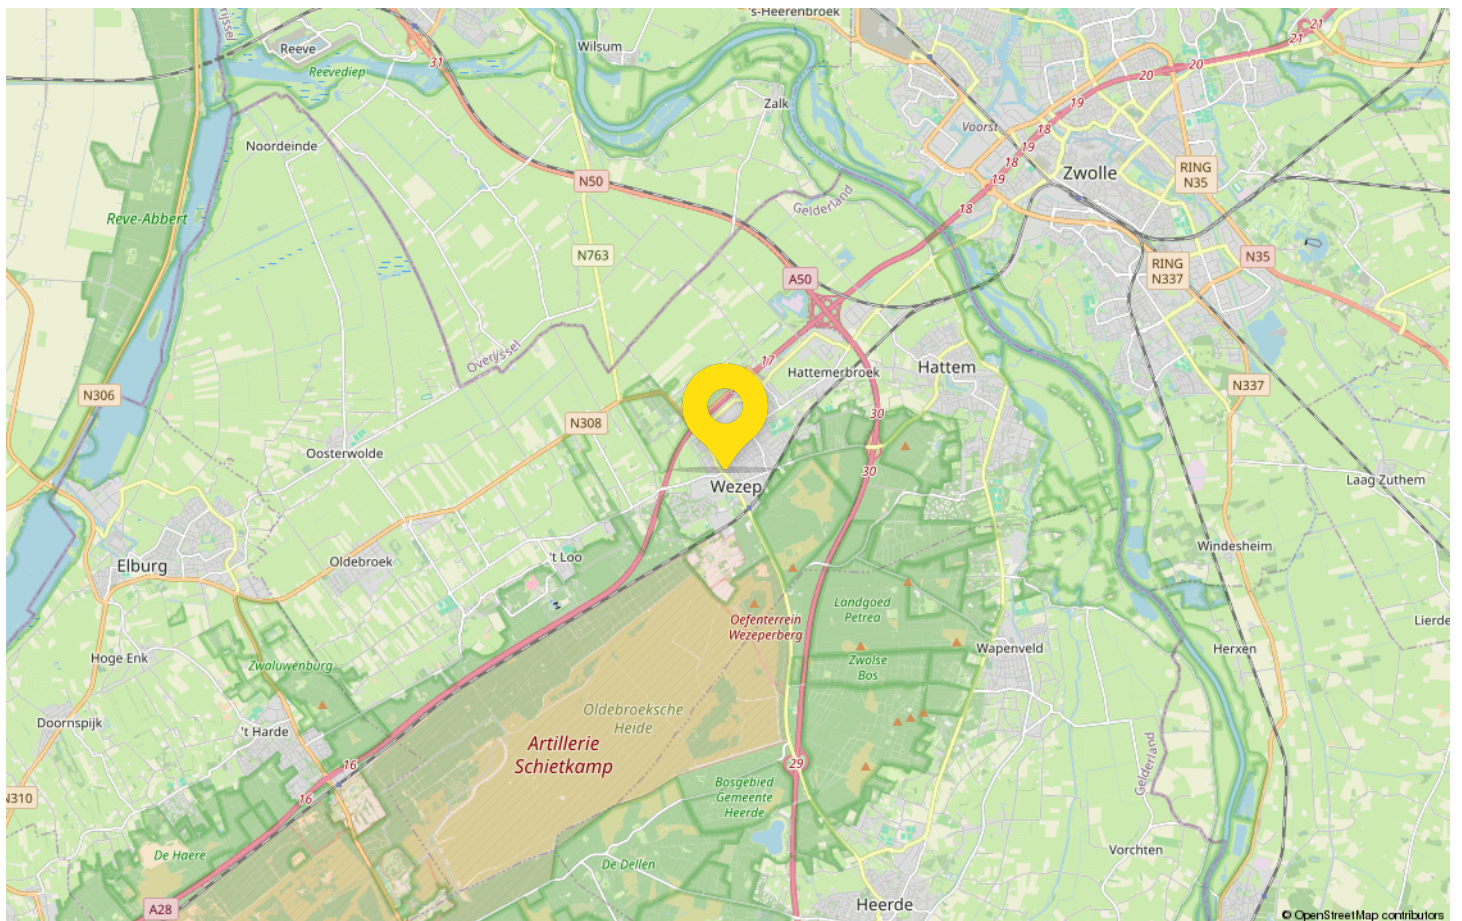 's-Heerenbroek
21
21
Reeve
Wilsum
31
Reevediep
20
20
Zalk
19
Voorst
18
Noordeinde
19
18
Zwolle
RING
N35
19
N50
Gelderland
18
Reve-Abbert
N763
N35
RING
N337
A50
Overijssel
17
Hattem
Hattemerbroek
N337
N306
30
N308
Oosterwolde
30
Wezep
Laag Zuthem
Windesheim
't Loo
Oldebroek
Elburg
Landgoed
Petrea
Oefenterrein
Wezeperberg
Lierde
Wapenveld
Herxen
Hoge Enk
Zwaluwenburg
Zwolse
Bos
Oldebroeksche
Heide
Doornspijk
't Harde
Artillerie
Schietkamp
16
29
Gelderland
Bosgebied
Gemeente
Heerde
N310
16
De Haere
Vorchten
De Dellen
Heerde
A28
© OpenStreetMap contributors